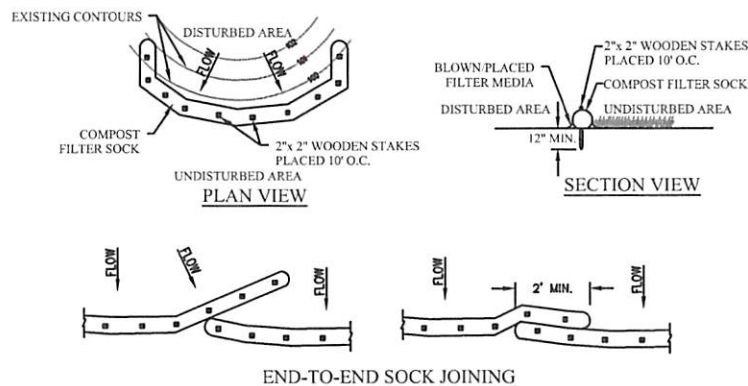 EXISTING CONTOURS
DISTURBED AREA
FLOW
FLOW
COMPOST
FILTER SOCK
2"x 2" WOODEN STAKES
PLACED 10' O.C.
UNDISTURBED AREA
PLAN VIEW
2"x 2" WOODEN STAKES
PLACED 10' O.C.
BLOWN/PLACED
FILTER MEDIA
COMPOST FILTER SOCK
DISTURBED AREA
UNDISTURBED AREA
12" MIN.
SECTION VIEW
FLOW
FLOW
FLOW
FLOW
2' MIN.
FLOW
END-TO-END SOCK JOINING